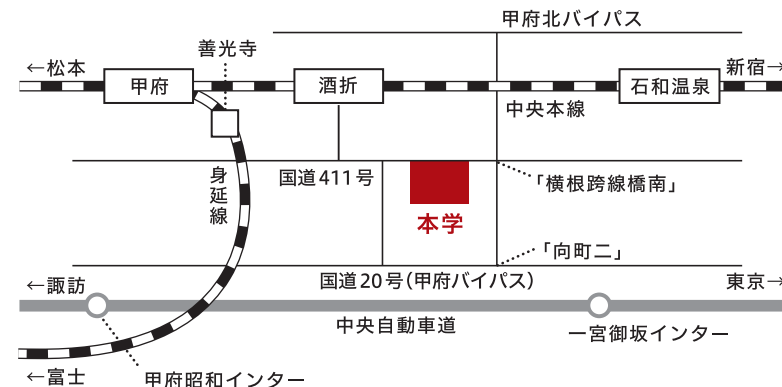 甲府北バイパス
善光寺
←松本
甲府
酒折
石和温泉
新宿→
中央本線
身延線
国道411号
「横根跨線橋南」
本学
「向町二」
←諏訪
国道20号(甲府バイパス)
東京→
中央自動車道
一宮御坂インター
←富士
甲府昭和インター